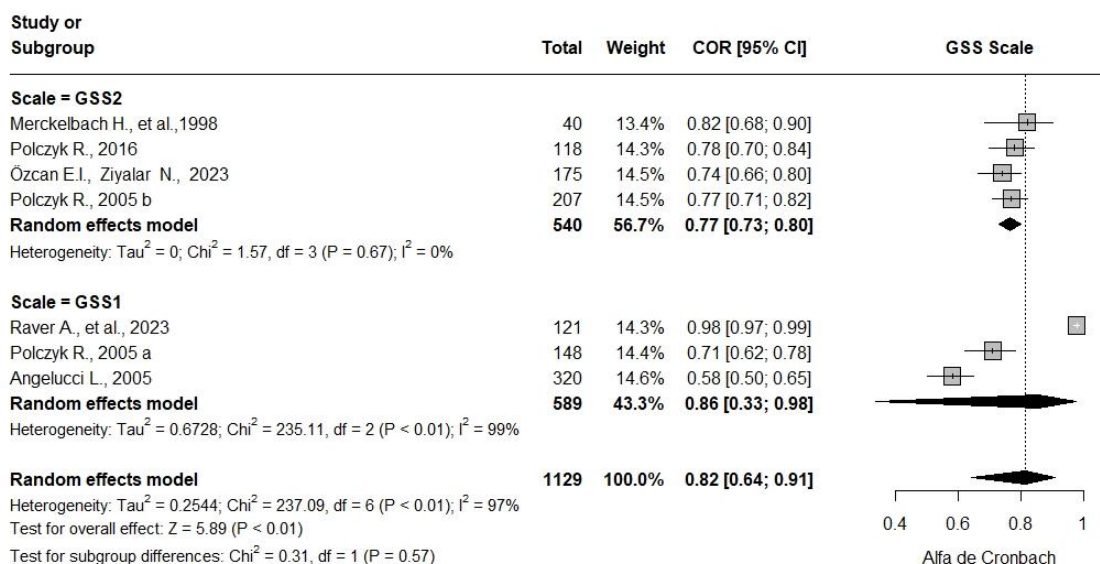 Study or
Subgroup Total Weight COR [95% CI] GSS Scale
Scale = GSS2
Merckelbach H., et al.,1998 40 13.4% 0.82 [0.68; 0.90]
Polczyk R., 2016 118 14.3% 0.78 [0.70; 0.84]
Özcan E.I., Ziyalar N., 2023 175 14.5% 0.74 [0.66; 0.80]
Polczyk R., 2005 b 207 14.5% 0.77 [0.71; 0.82]
Random effects model 540 56.7% 0.77 [0.73; 0.80]
Heterogeneity: Tau² = 0; Chi² = 1.57, df = 3 (P = 0.67); I² = 0%
Scale = GSS1
Raver A., et al., 2023 121 14.3% 0.98 [0.97; 0.99]
Polczyk R., 2005 a 148 14.4% 0.71 [0.62; 0.78]
Angelucci L., 2005 320 14.6% 0.58 [0.50; 0.65]
Random effects model 589 43.3% 0.86 [0.33; 0.98]
Heterogeneity: Tau² = 0.6728; Chi² = 235.11, df = 2 (P < 0.01); I² = 99%
Random effects model 1129 100.0% 0.82 [0.64; 0.91]
Heterogeneity: Tau² = 0.2544; Chi² = 237.09, df = 6 (P < 0.01); I² = 97%
Test for overall effect: Z = 5.89 (P < 0.01)
0.4 0.6 0.8 1
Test for subgroup differences: Chi² = 0.31, df = 1 (P = 0.57)
Alfa de Cronbach